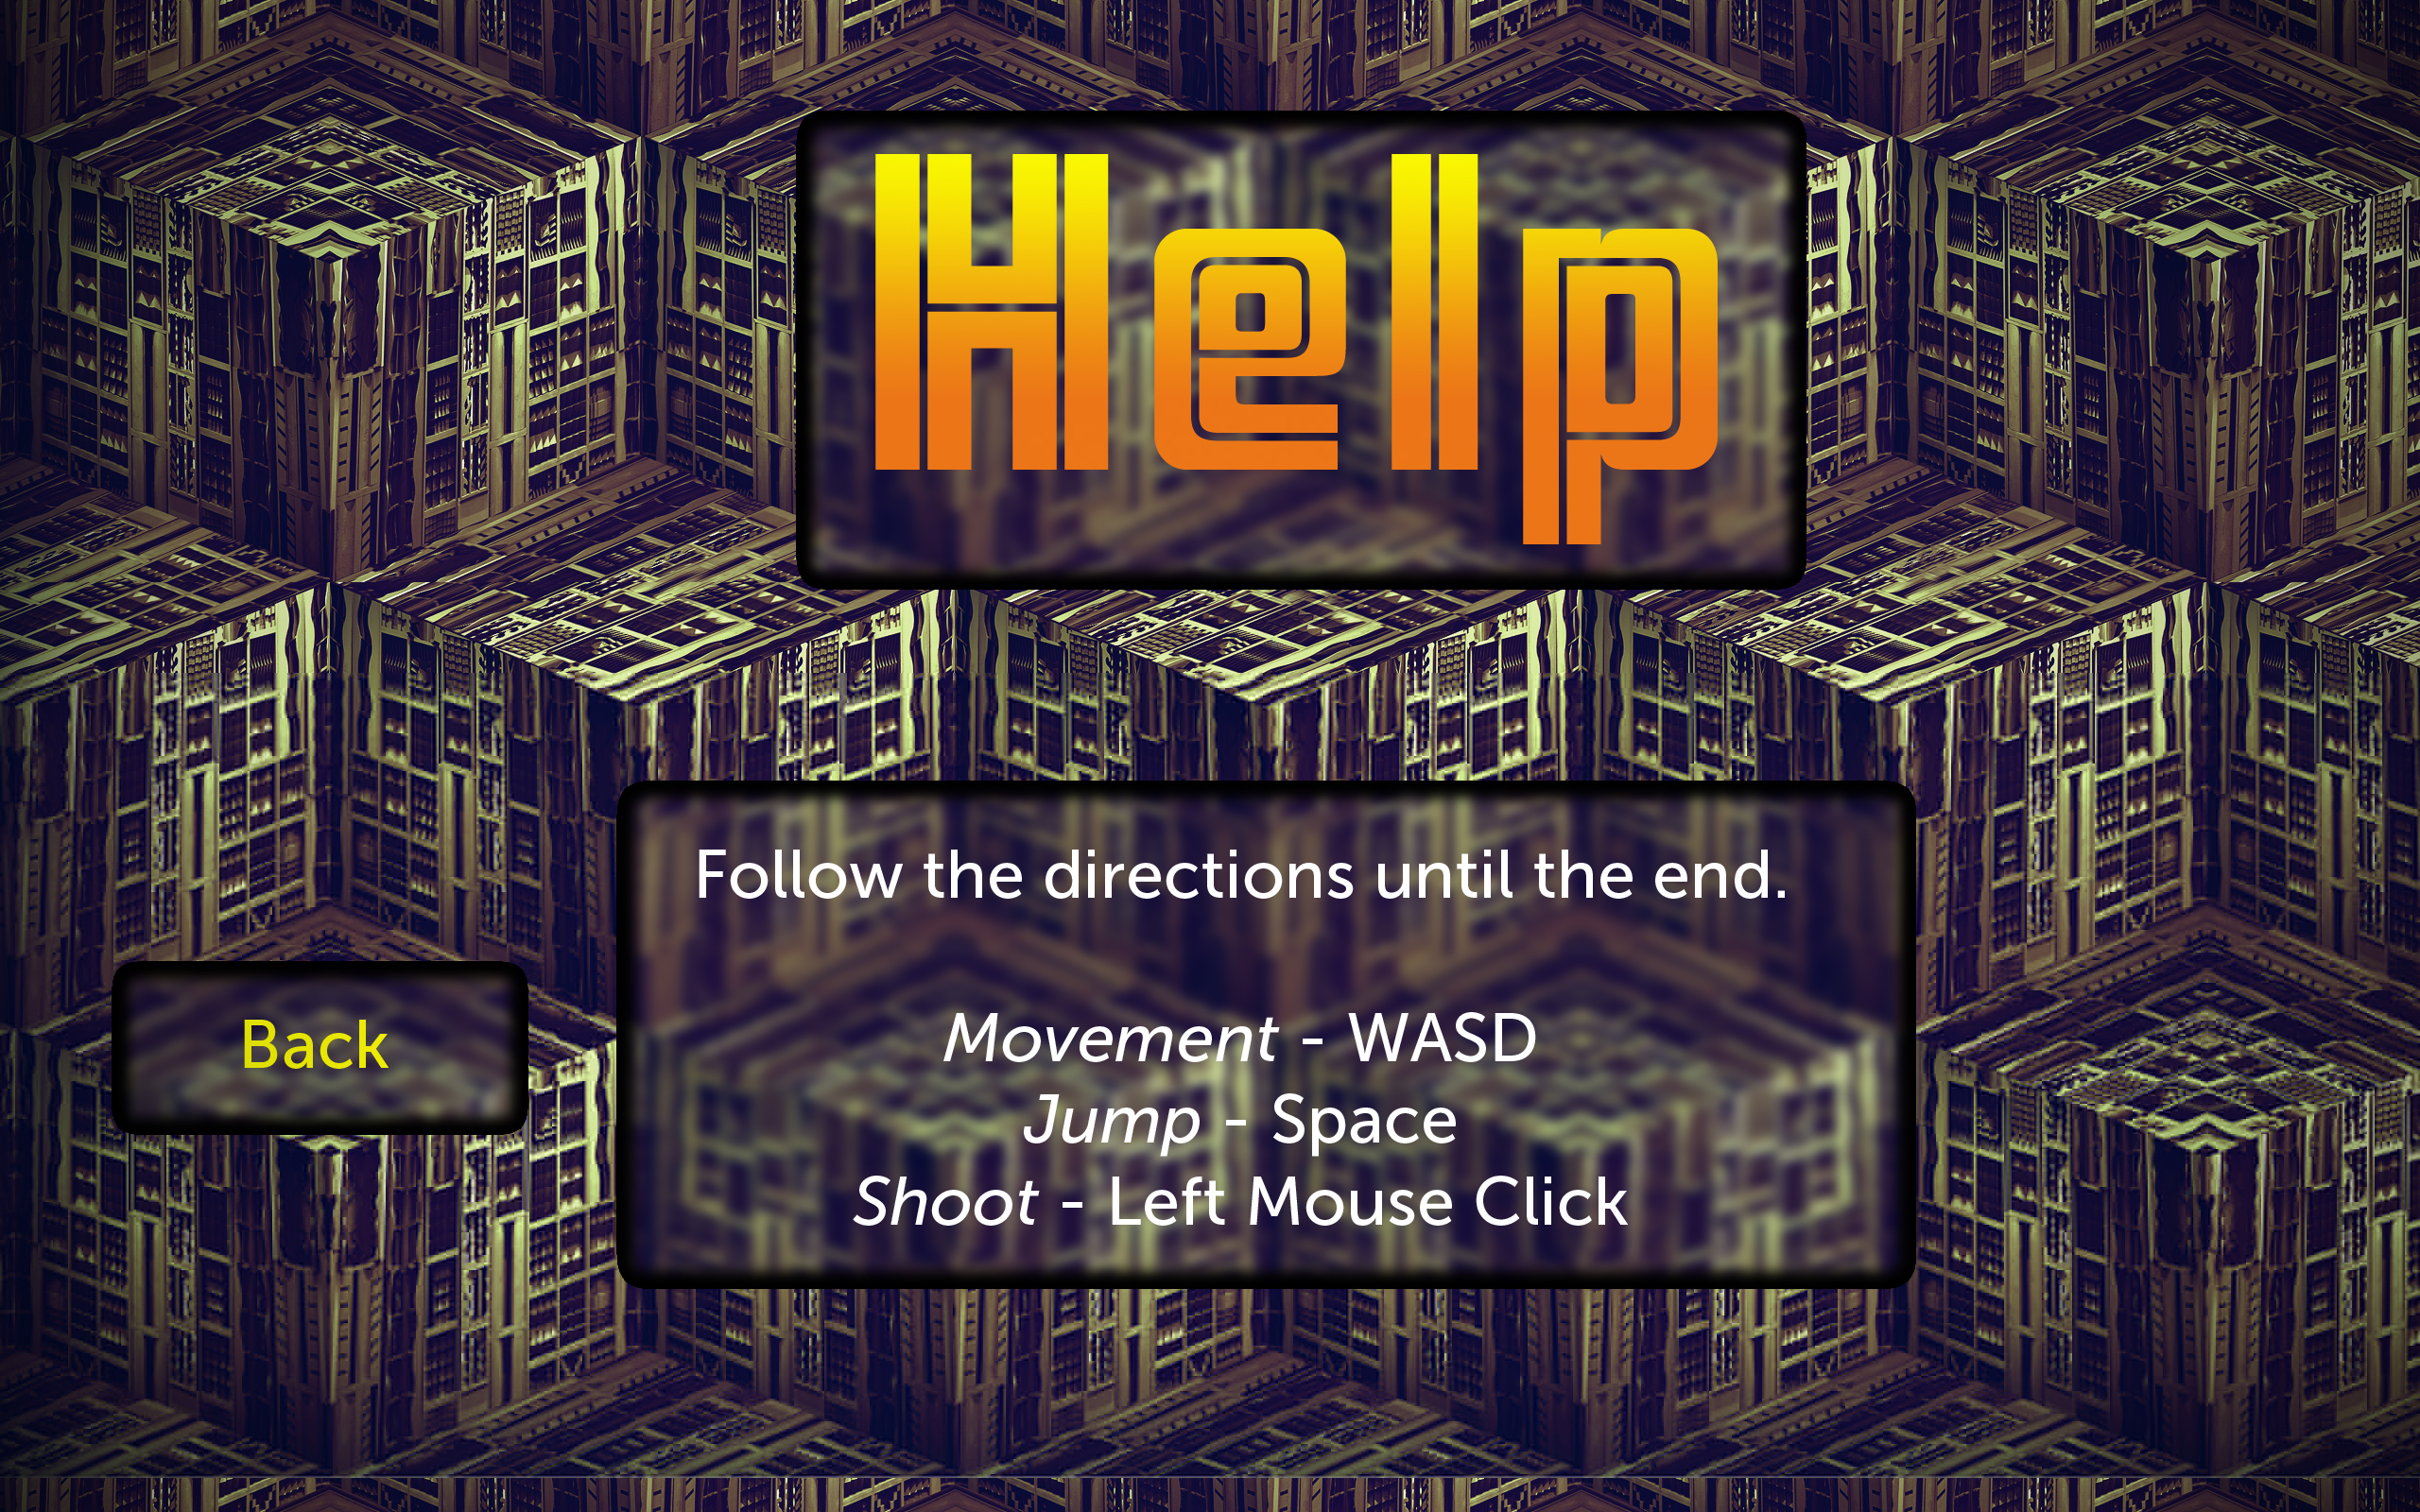 Help
Follow the directions until the end.
Movement - WASD
Jump - Space
Shoot - Left Mouse Click
Back